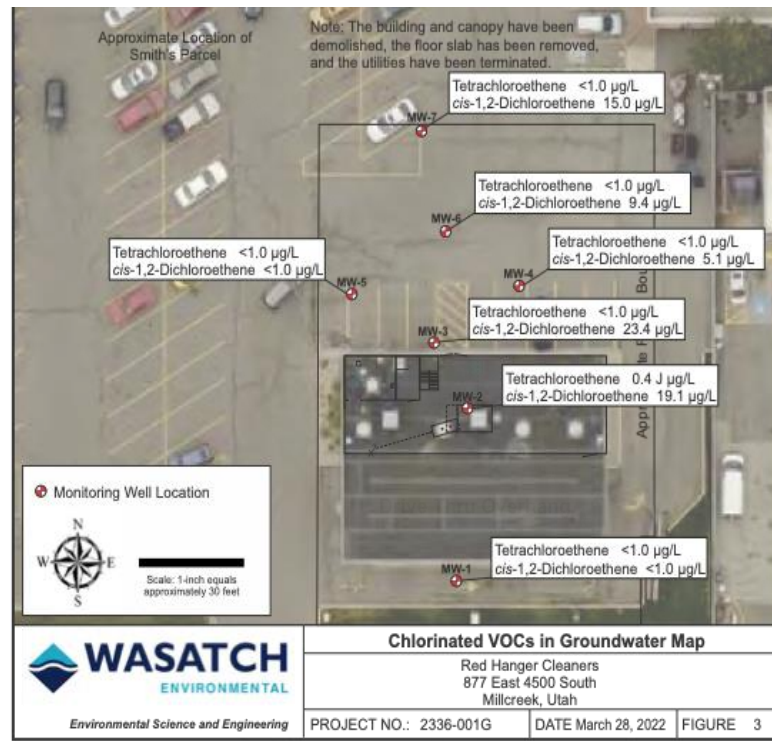 Approximate Location of
Smith's Parcel
Note: The building and canopy have been
demolished, the floor slab has been removed,
and the utilities have been terminated.
Tetrachloroethene <1.0 µg/L
cis-1,2-Dichloroethene 15.0 µg/L
MW-7
Tetrachloroethene <1.0 µg/L
cis-1,2-Dichloroethene 9.4 µg/L
MW-6
Tetrachloroethene <1.0 µg/L
cis-1,2-Dichloroethene <1.0 µg/L
MW-5
Tetrachloroethene <1.0 µg/L
cis-1,2-Dichloroethene 5.1 µg/L
MW-4
Tetrachloroethene <1.0 µg/L
cis-1,2-Dichloroethene 23.4 µg/L
MW-3
Tetrachloroethene 0.4 J µg/L
cis-1,2-Dichloroethene 19.1 µg/L
MW-2
Tetrachloroethene <1.0 µg/L
cis-1,2-Dichloroethene <1.0 µg/L
MW-1
Monitoring Well Location
N
W E
S
Scale: 1-inch equals
approximately 30 feet
WASATCH
ENVIRONMENTAL
Environmental Science and Engineering
Chlorinated VOCs in Groundwater Map
Red Hanger Cleaners
877 East 4500 South
Millcreek, Utah
PROJECT NO.: 2336-001G
DATE March 28, 2022
FIGURE 3